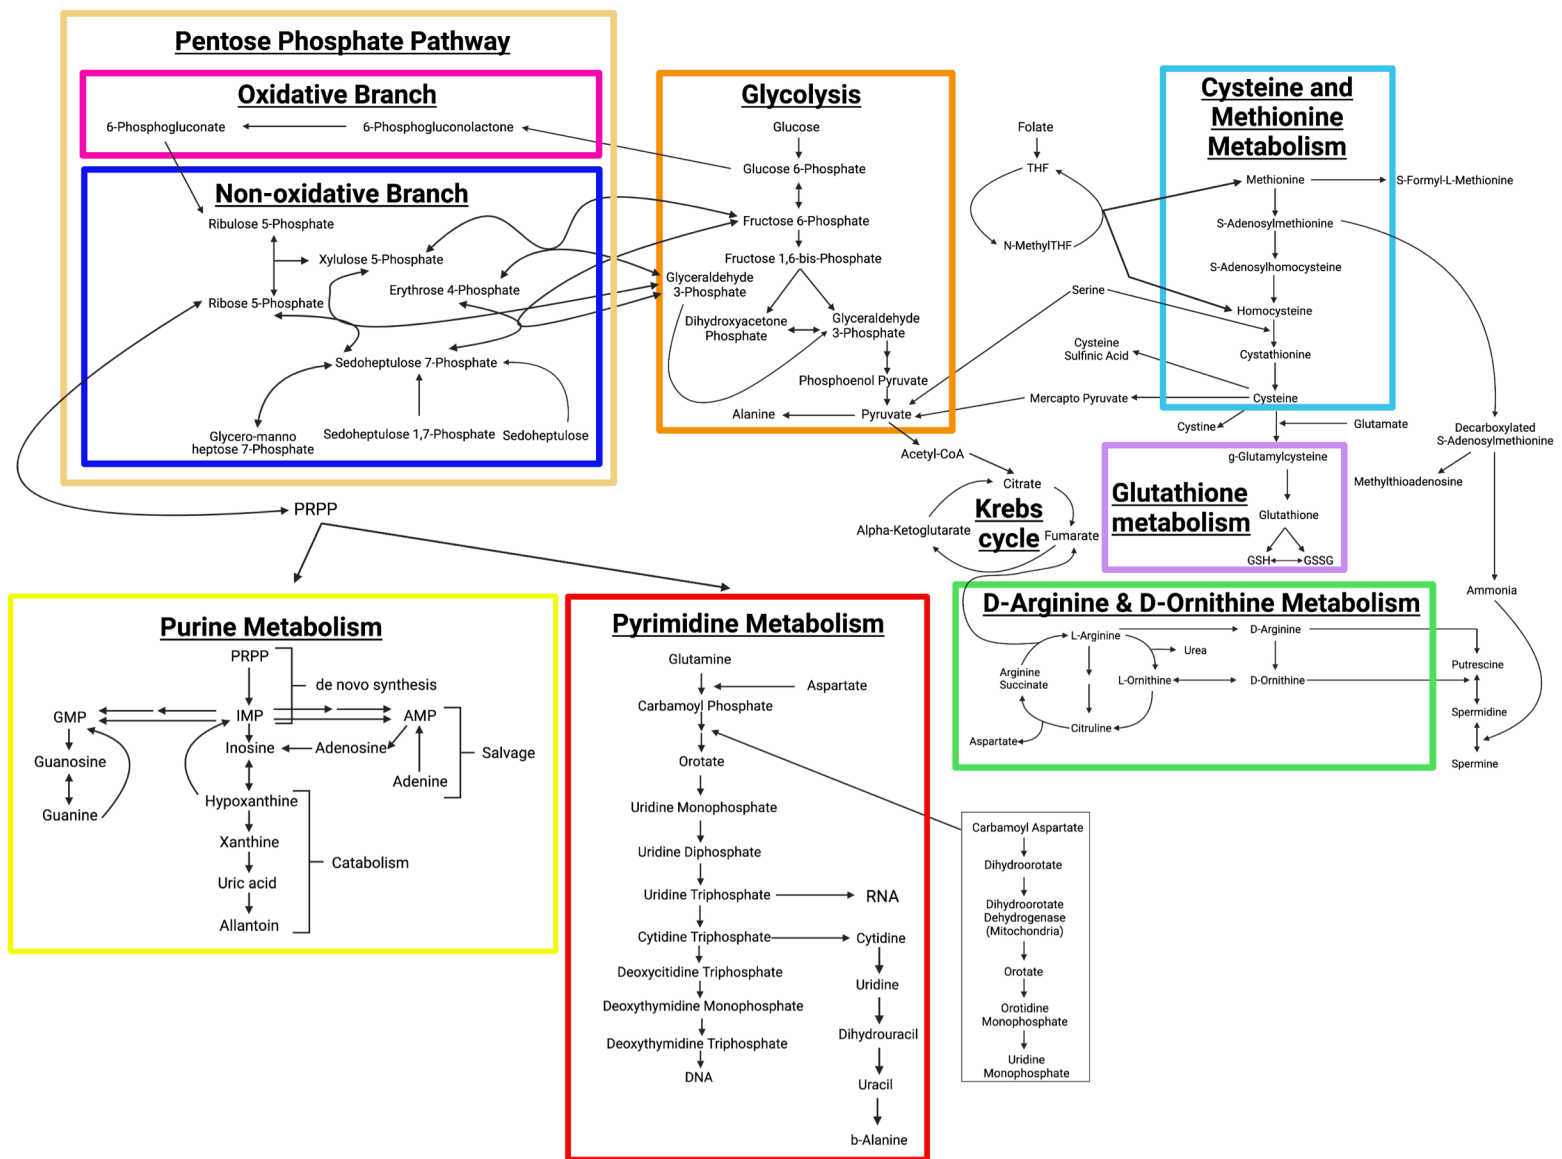 Pentose Phosphate Pathway
Oxidative Branch
6-Phosphogluconate
6-Phosphogluconolactone
Non-oxidative Branch
Ribulose 5-Phosphate
Xylulose 5-Phosphate
Erythrose 4-Phosphate
Ribose 5-Phosphate
Sedoheptulose 7-Phosphate
Glycero-manno
heptose 7-Phosphate
Sedoheptulose 1,7-Phosphate
Sedoheptulose
PRPP
Glycolysis
Glucose
Glucose 6-Phosphate
Fructose 6-Phosphate
Fructose 1,6-bis-Phosphate
Glyceraldehyde
3-Phosphate
Dihydroxyacetone
Phosphate
Glyceraldehyde
3-Phosphate
Phosphoenol Pyruvate
Alanine
Pyruvate
Acetyl-CoA
Citrate
Krebs
cycle
Alpha-Ketoglutarate
Fumarate
Folate
THF
N-MethylTHF
Serine
Cysteine
Sulfinic Acid
Mercapto Pyruvate
Cysteine and
Methionine
Metabolism
Methionine
S-Formyl-L-Methionine
S-Adenosylmethionine
S-Adenosylhomocysteine
Homocysteine
Cystathionine
Cysteine
Cystine
Glutamate
Decarboxylated
S-Adenosylmethionine
Methylthioadenosine
Ammonia
g-Glutamylcysteine
Glutathione
metabolism
Glutathione
GSH
GSSG
D-Arginine & D-Ornithine Metabolism
L-Arginine
D-Arginine
Urea
Arginine
Succinate
L-Ornithine
D-Ornithine
Citruline
Aspartate
Putrescine
Spermidine
Spermine
Purine Metabolism
PRPP
de novo synthesis
GMP
IMP
AMP
Guanosine
Inosine
Adenosine
Salvage
Adenine
Guanine
Hypoxanthine
Xanthine
Catabolism
Uric acid
Allantoin
Pyrimidine Metabolism
Glutamine
Aspartate
Carbamoyl Phosphate
Orotate
Uridine Monophosphate
Uridine Diphosphate
Uridine Triphosphate
RNA
Cytidine Triphosphate
Cytidine
Deoxycitidine Triphosphate
Uridine
Deoxythymidine Monophosphate
Dihydrouracil
Deoxythymidine Triphosphate
DNA
Uracil
b-Alanine
Carbamoyl Aspartate
Dihydroorotate
Dihydroorotate
Dehydrogenase
(Mitochondria)
Orotate
Orotidine
Monophosphate
Uridine
Monophosphate